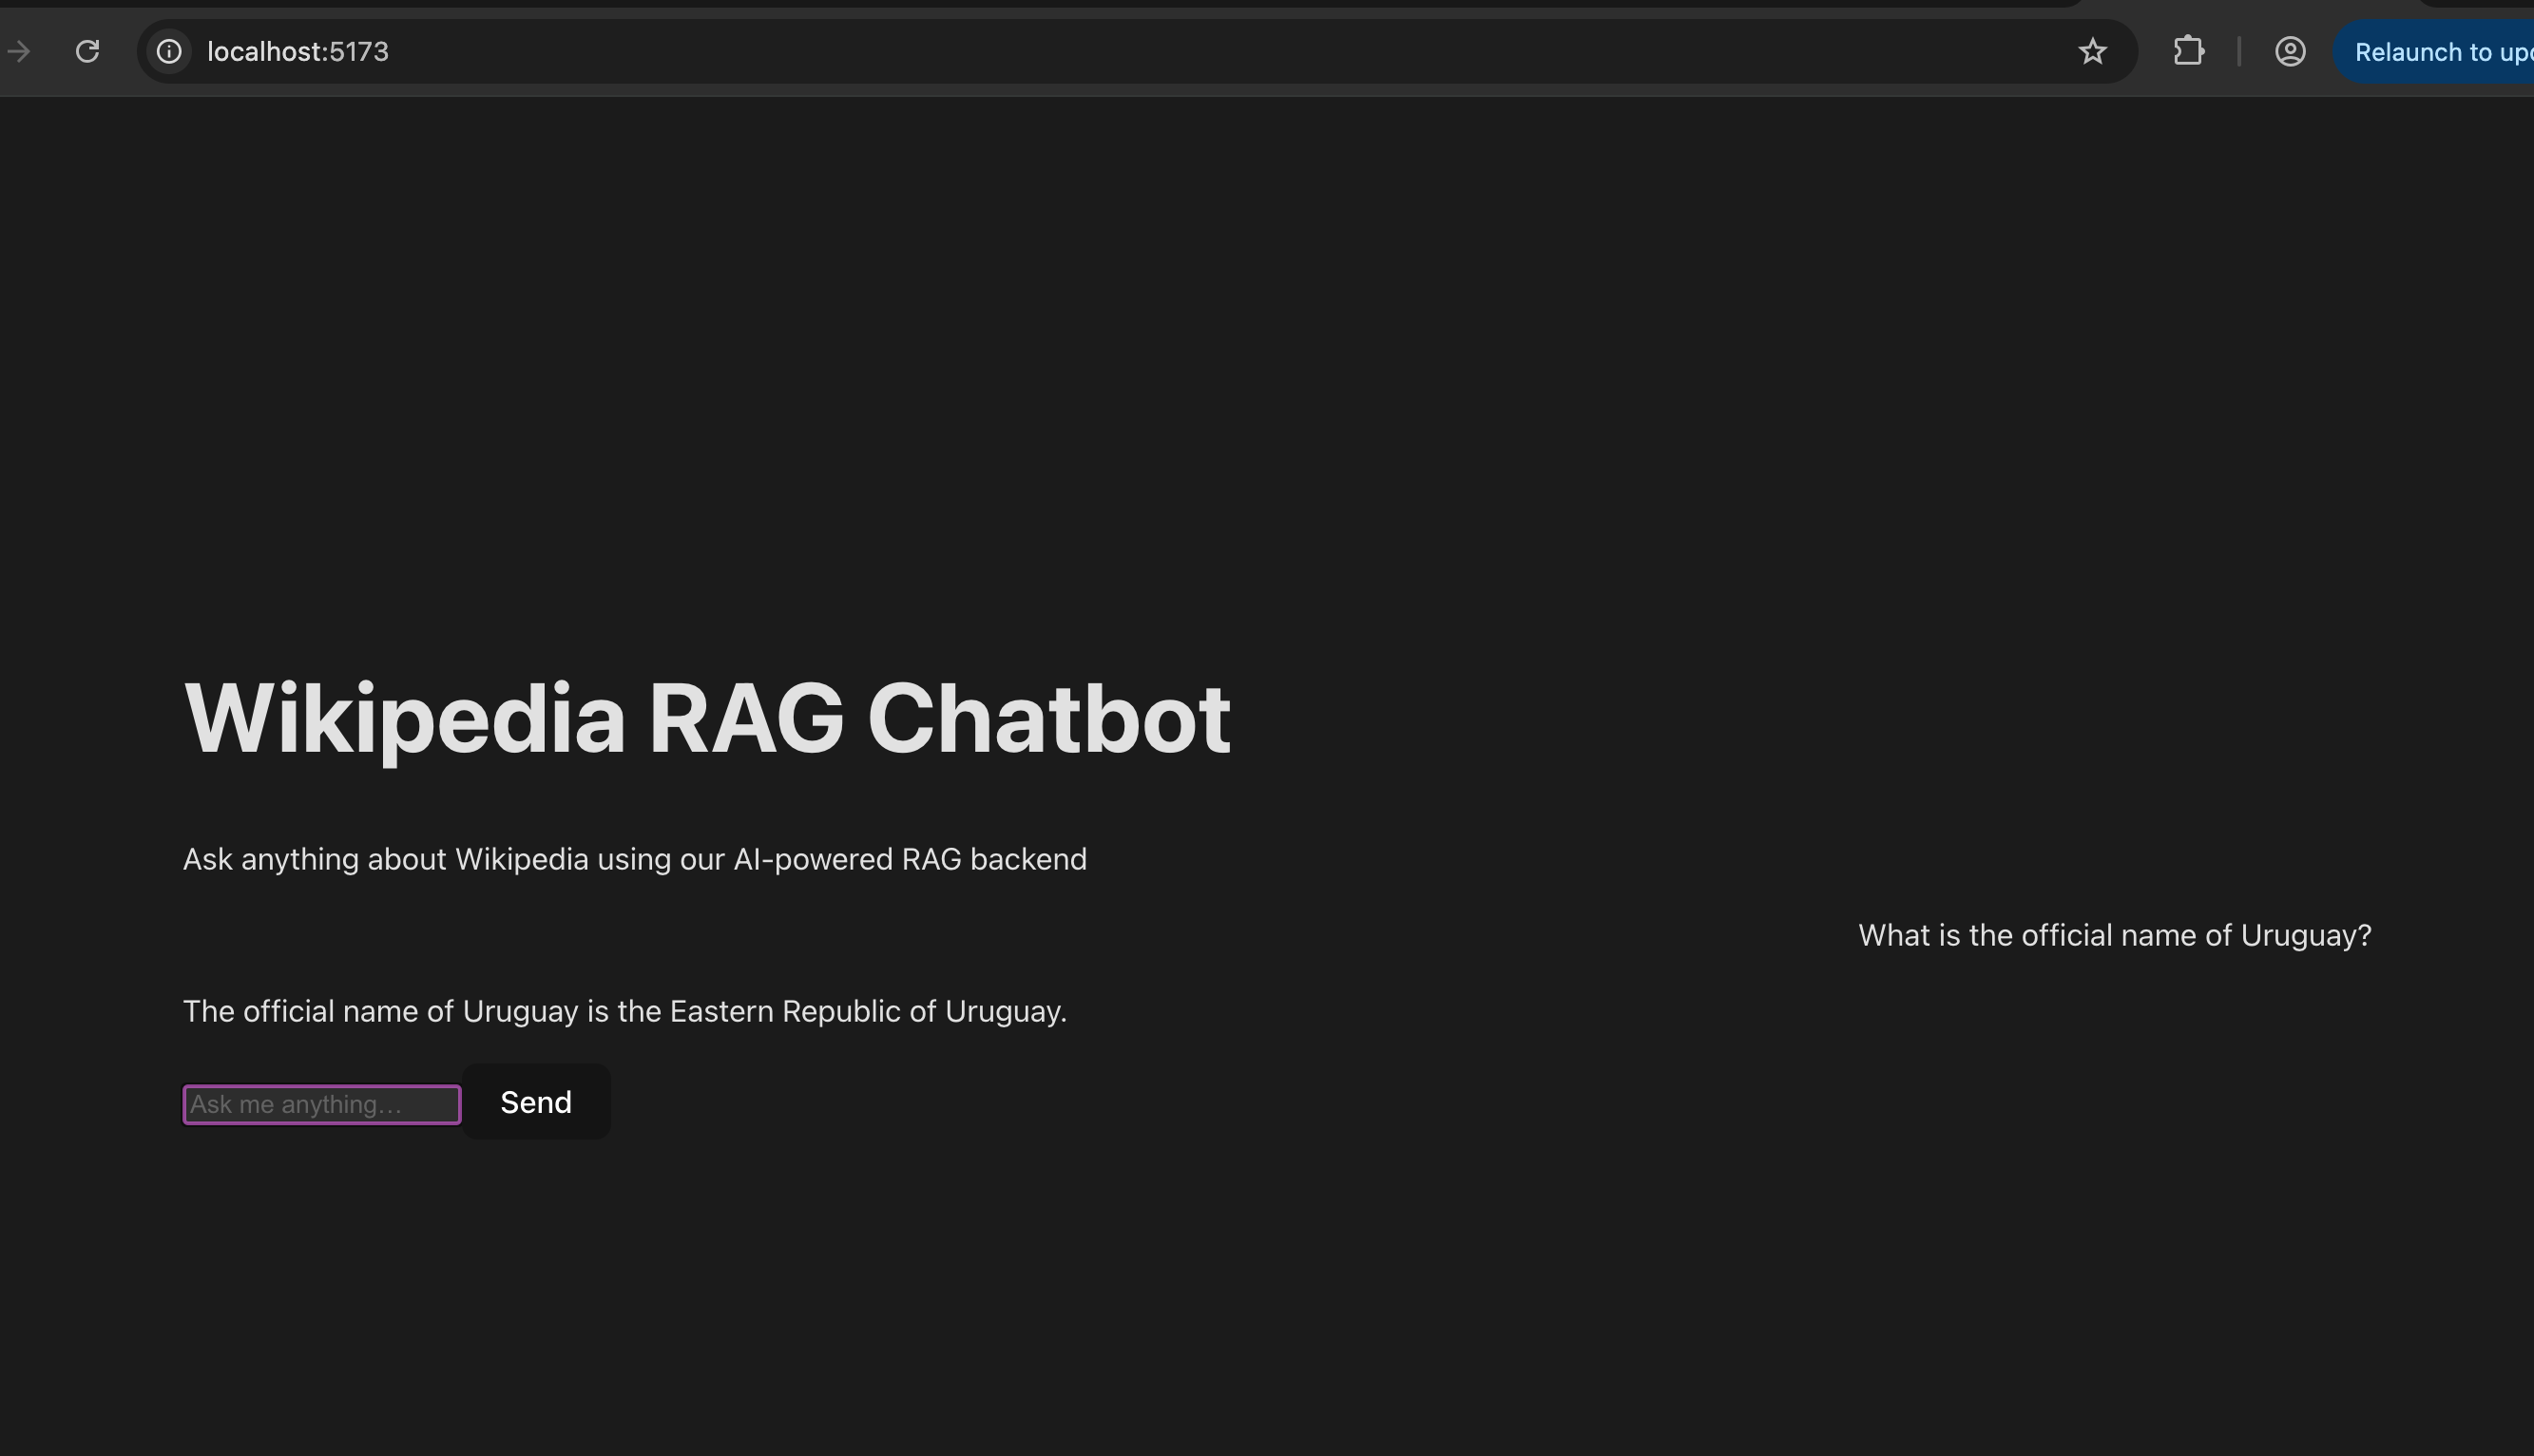 localhost:5173
Relaunch to upd
Wikipedia RAG Chatbot
Ask anything about Wikipedia using our AI-powered RAG backend
What is the official name of Uruguay?
The official name of Uruguay is the Eastern Republic of Uruguay.
Ask me anything...
Send